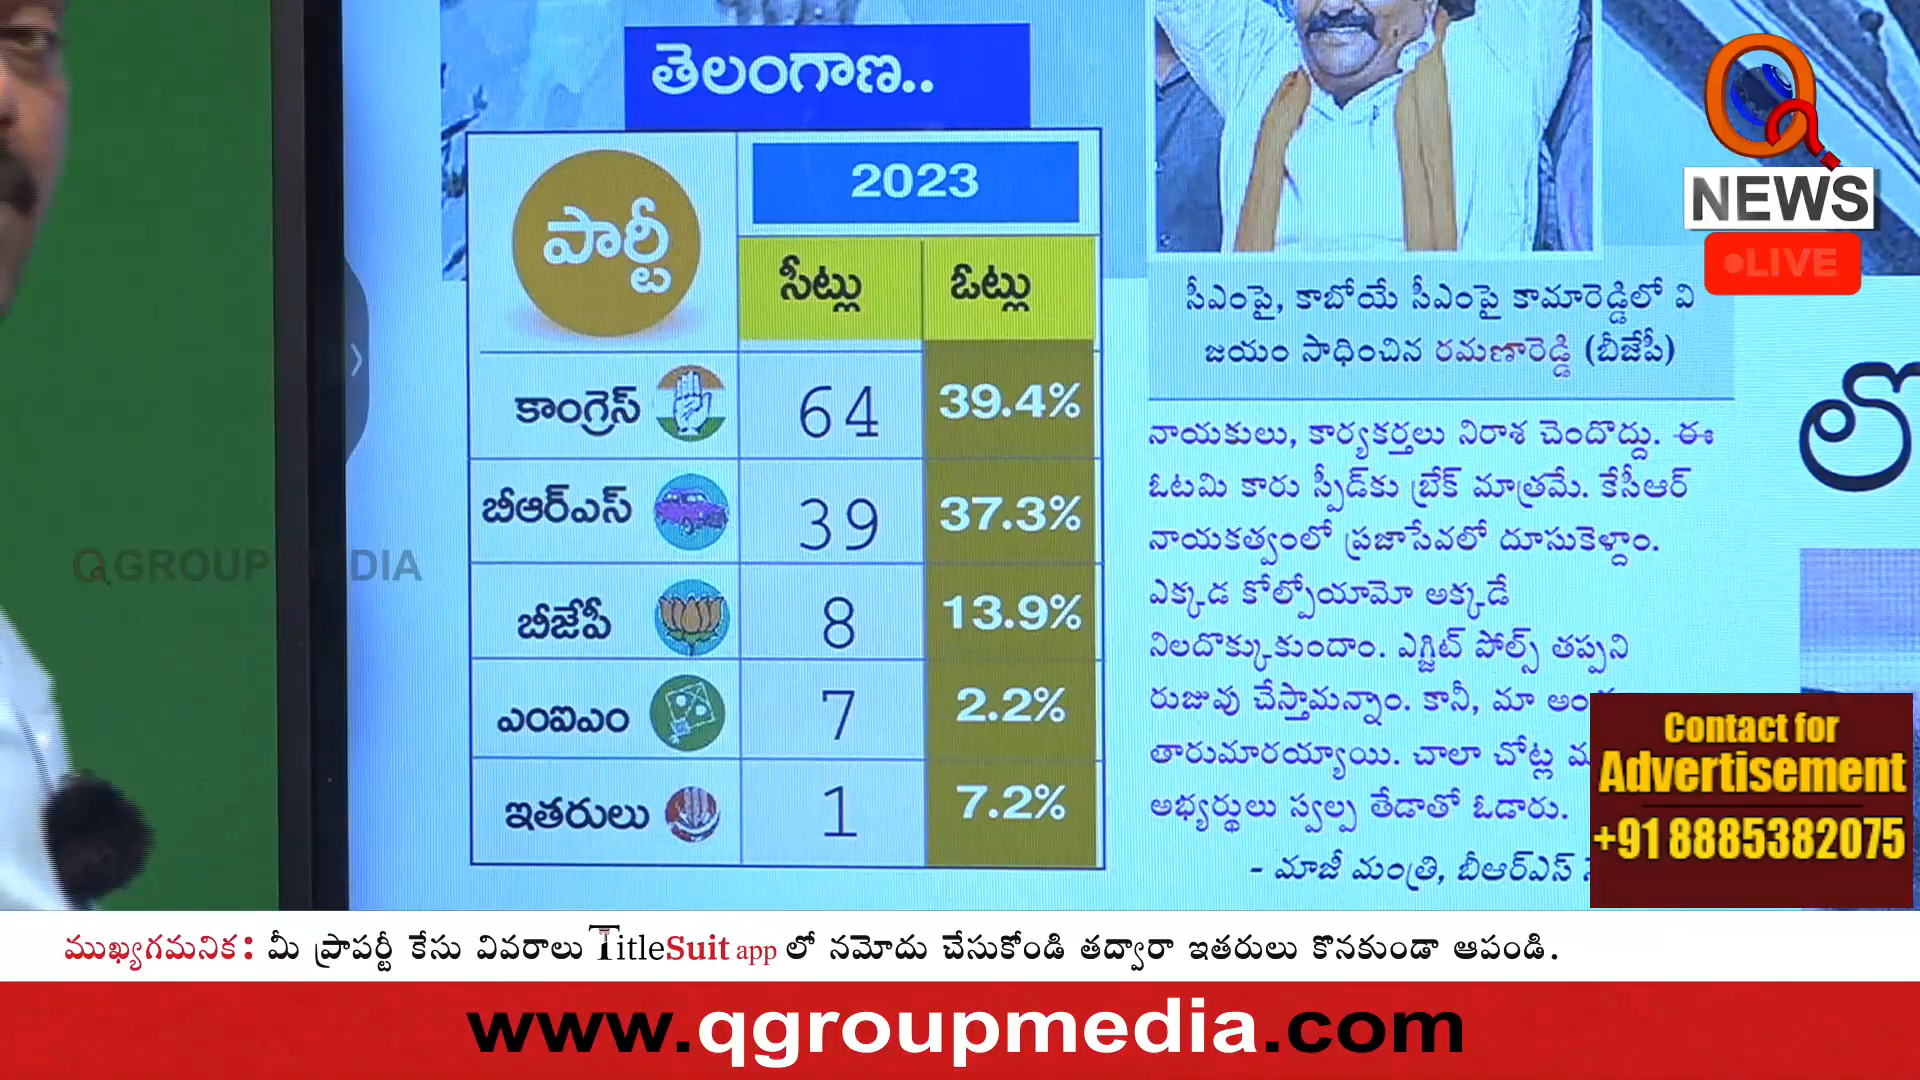 తెలంగాణ..
పార్టీ
2023
సీట్లు ఓట్లు
కాంగ్రెస్ 64 39.4%
బీఆర్ఎస్ 39 37.3%
బీజేపీ 8 13.9%
ఎంఐఎం 7 2.2%
ఇతరులు 1 7.2%
సీఎంపై, కాబోయే సీఎంపై కామారెడ్డిలో వి
జయం సాధించిన రమణారెడ్డి (బీజేపీ)
నాయకులు, కార్యకర్తలు నిరాశ చెందొద్దు. ఈ
ఓటమి కారు స్పీడ్‌కు బ్రేక్ మాత్రమే. కేసీఆర్
నాయకత్వంలో ప్రజాసేవలో దూసుకెళ్దాం.
ఎక్కడ కోల్పోయామో అక్కడే
నిలదొక్కుకుందాం. ఎగ్జిట్ పోల్స్ తప్పని
రుజువు చేస్తామన్నాం. కానీ, మా
తారుమారయ్యాయి. చాలా చోట్ల
అభ్యర్థులు స్వల్ప తేడాతో ఓడారు.
- మాజీ మంత్రి, బీఆర్ఎస్
లో
Q
NEWS
LIVE
QGROUPMEDIA
Contact for
Advertisement
+91 8885382075
ముఖ్యగమనిక: మీ ప్రాపర్టీ కేసు వివరాలు TitleSuit app లో నమోదు చేసుకోండి తద్వారా ఇతరులు కొనకుండా ఆపండి.
www.qgroupmedia.com